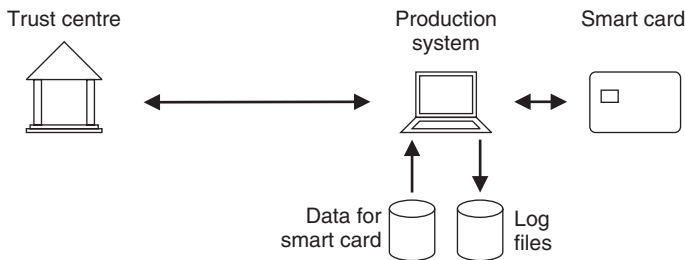 Trust centre
Production
system
Smart card
Data for
smart card
Log
files